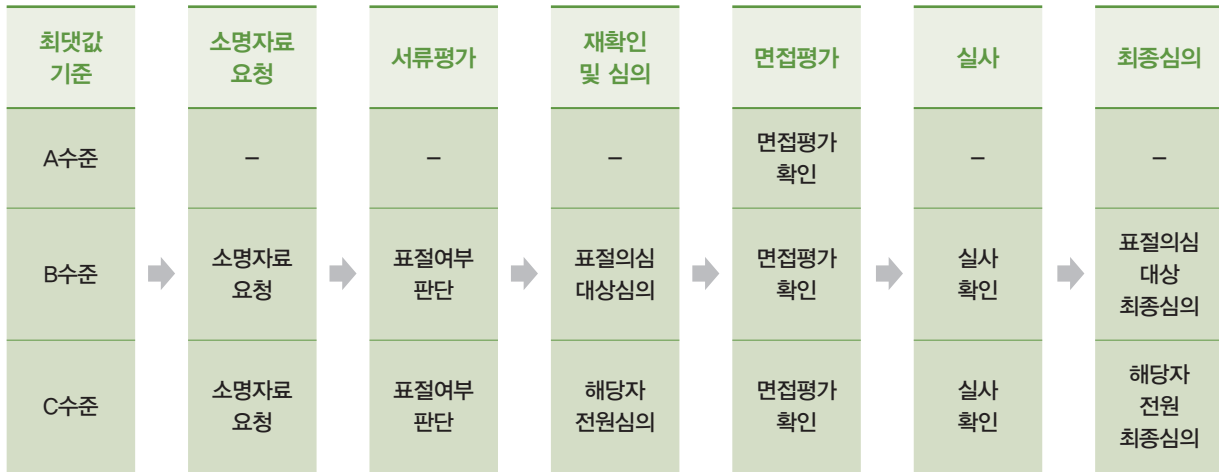 최댓값
기준
소명자료
요청
서류평가
재확인
및 심의
면접평가
실사
최종심의
A수준
–
–
–
면접평가
확인
–
–
B수준
소명자료
요청
표절여부
판단
표절의심
대상심의
면접평가
확인
실사
확인
표절의심
대상
최종심의
C수준
소명자료
요청
표절여부
판단
해당자
전원심의
면접평가
확인
실사
확인
해당자
전원
최종심의